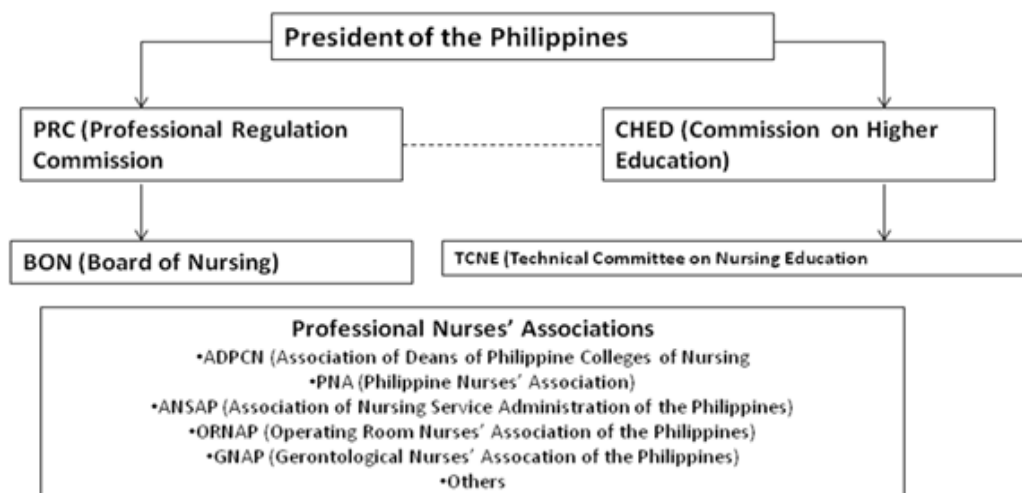 President of the Philippines
PRC (Professional Regulation
Commission
CHED (Commission on Higher
Education)
BON (Board of Nursing)
TCNE (Technical Committee on Nursing Education
Professional Nurses' Associations
•ADPCN (Association of Deans of Philippine Colleges of Nursing
•PNA (Philippine Nurses' Association)
•ANSAP (Association of Nursing Service Administration of the Philippines)
•ORNAP (Operating Room Nurses' Association of the Philippines)
•GNAP (Gerontological Nurses' Assocation of the Philippines)
•Others